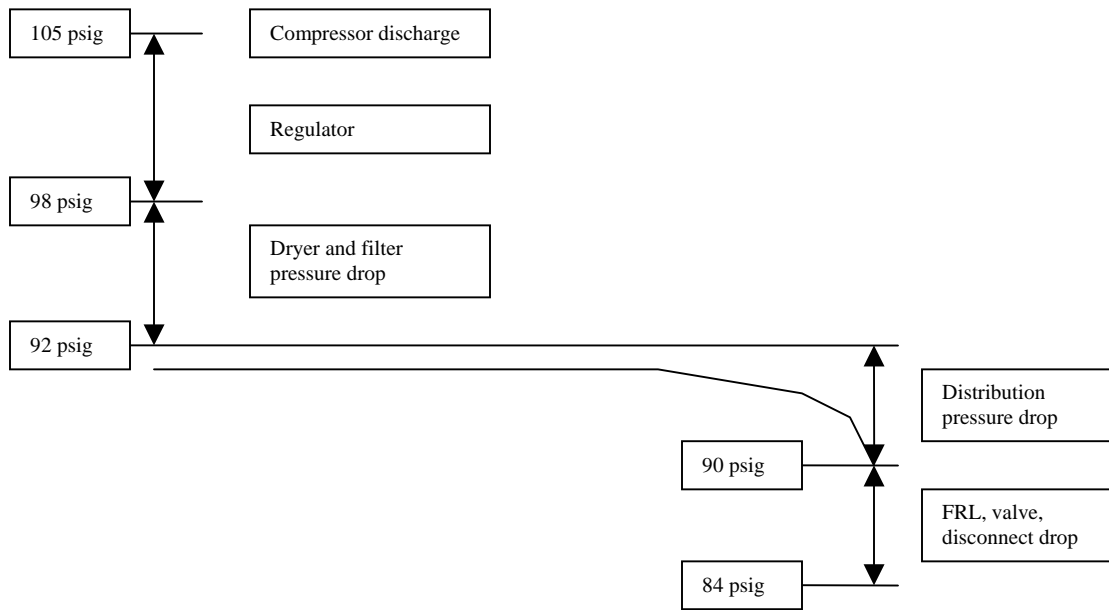 105 psig
Compressor discharge
Regulator
98 psig
Dryer and filter
pressure drop
92 psig
Distribution
pressure drop
90 psig
FRL, valve,
disconnect drop
84 psig